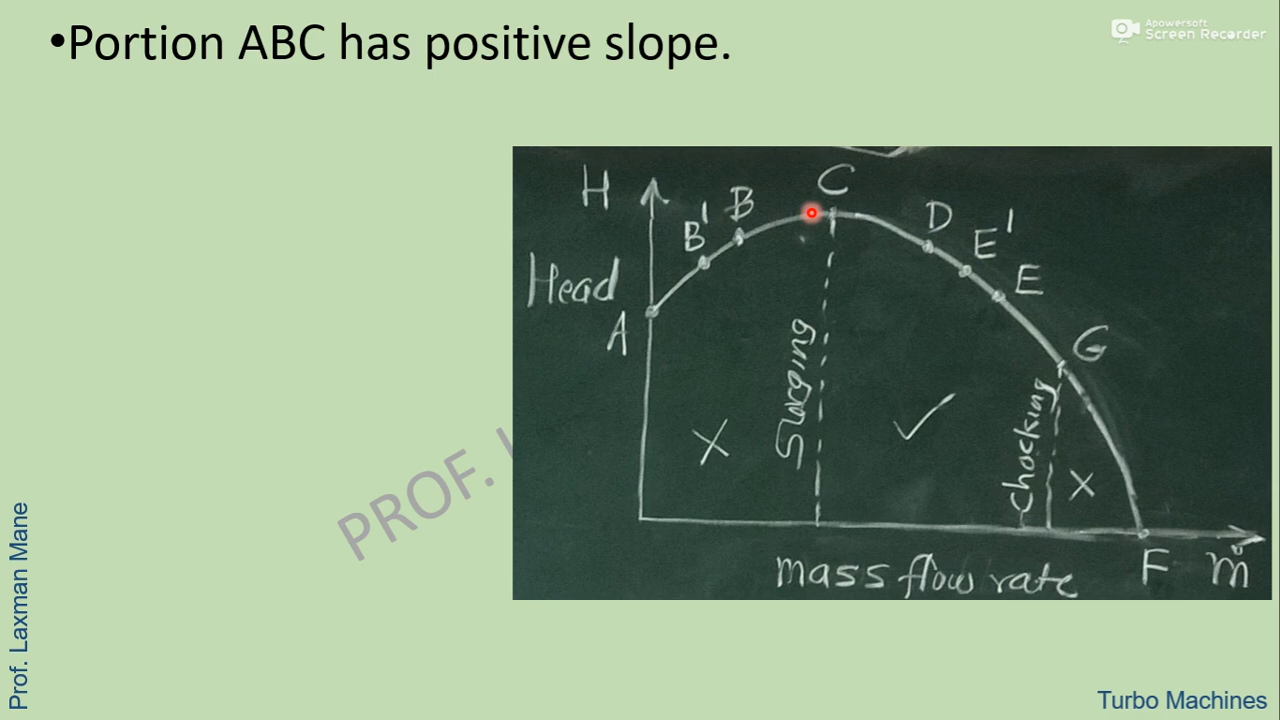 •Portion ABC has positive slope.
Apowersoft
Screen Recorder
H
C
B
B'
D
E'
E
Head
A
G
Surging
Chocking
X
✓
X
F
ṁ
mass flow rate
PROF. L
Prof. Laxman Mane
Turbo Machines